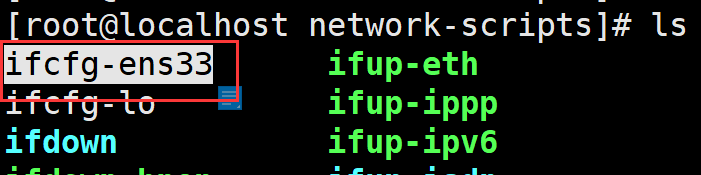 [root@localhost network-scripts]# ls
ifcfg-ens33 ifup-eth
ifcfg-lo ifup-ippp
ifdown ifup-ipv6